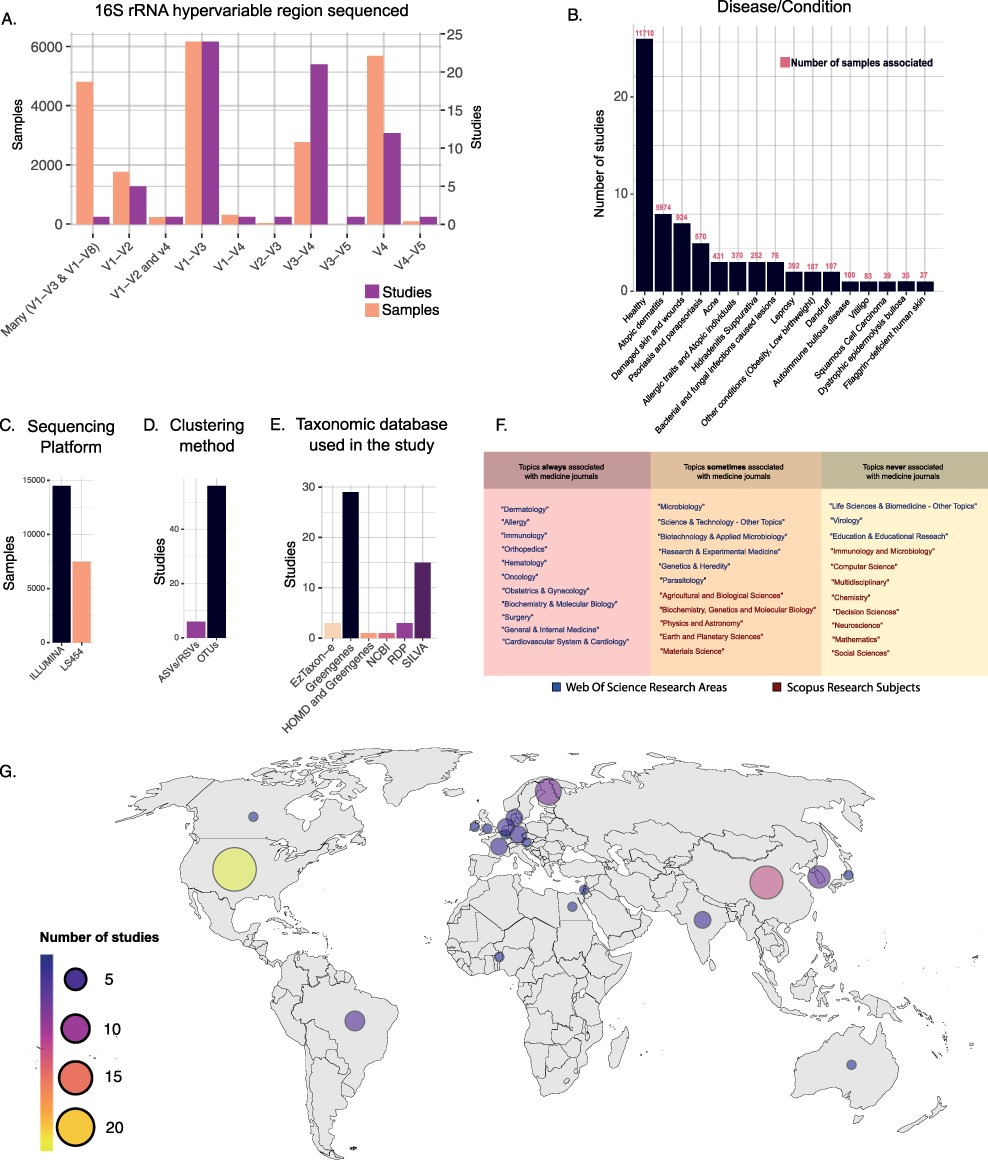 A.
16S rRNA hypervariable region sequenced
Samples
6000
4000
2000
0
25
20
15
10
5
0
Studies
Many (V1−V3 & V1−V8)
V1−V2
V1−V2 and v4
V1−V3
V1−V4
V2−V3
V3−V4
V3−V5
V4
V4−V5
Studies
Samples
B.
Disease/Condition
Number of studies
20
10
0
Number of samples associated
11710
5974
924
570
431
370
252
78
392
187
107
100
83
39
35
27
Healthy
Atopic dermatitis
Damaged skin and wounds
Psoriasis and parapsoriasis
Acne
Allergic traits and Atopic individuals
Hidradenitis Suppurativa
Bacterial and fungal infections caused lesions
Leprosy
Other conditions (Obesity, Low birthweight)
Dandruff
Autoimmune bullous disease
Vitiligo
Squamous Cell Carcinoma
Dystrophic epidermolysis bullosa
Filaggrin−deficient human skin
C.
Sequencing
Platform
Samples
15000
10000
5000
0
ILLUMINA
LS454
D.
Clustering
method
Studies
40
20
0
ASVs/RSVs
OTUs
E.
Taxonomic database
used in the study
Studies
30
20
10
0
EzTaxon−e
Greengenes
HOMD and Greengenes
NCBI
RDP
SILVA
F.
Topics always associated
with medicine journals
"Dermatology"
"Allergy"
"Immunology"
"Orthopedics"
"Hematology"
"Oncology"
"Obstetrics & Gynecology"
"Biochemistry & Molecular Biology"
"Surgery"
"General & Internal Medicine"
"Cardiovascular System & Cardiology"
Topics sometimes associated
with medicine journals
"Microbiology"
"Science & Technology - Other Topics"
"Biotechnology & Applied Microbiology"
"Research & Experimental Medicine"
"Genetics & Heredity"
"Parasitology"
"Agricultural and Biological Sciences"
"Biochemistry, Genetics and Molecular Biology"
"Physics and Astronomy"
"Earth and Planetary Sciences"
"Materials Science"
Topics never associated
with medicine journals
"Life Sciences & Biomedicine - Other Topics"
"Virology"
"Education & Educational Reseach"
"Immunology and Microbiology"
"Computer Science"
"Multidisciplinary"
"Chemistry"
"Decision Sciences"
"Neuroscience"
"Mathematics"
"Social Sciences"
Web Of Science Research Areas
Scopus Research Subjects
G.
Number of studies
5
10
15
20